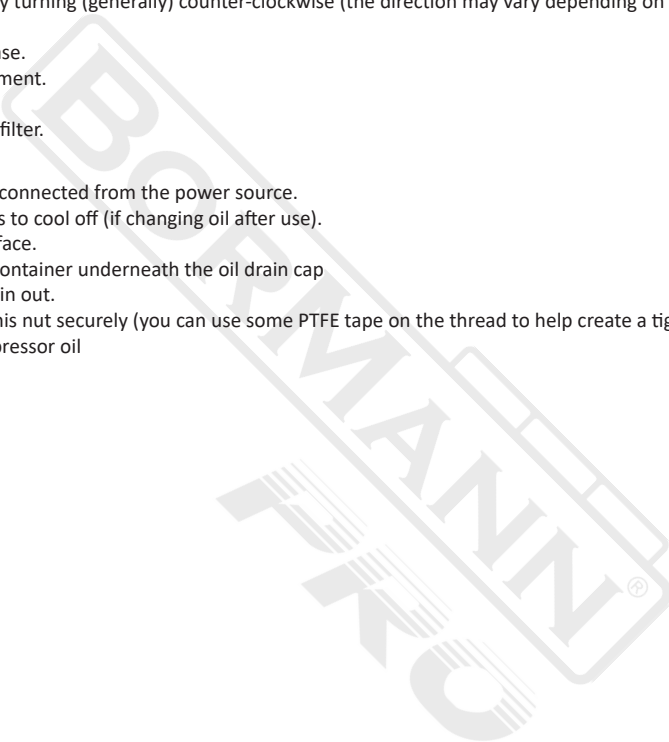 y turning (generally) counter-clockwise (the direction may vary depending on
se.
ment.
filter.
connected from the power source.
s to cool off (if changing oil after use).
face.
ontainer underneath the oil drain cap
in out.
his nut securely (you can use some PTFE tape on the thread to help create a tig
pressor oil
BORMANN®
PRO